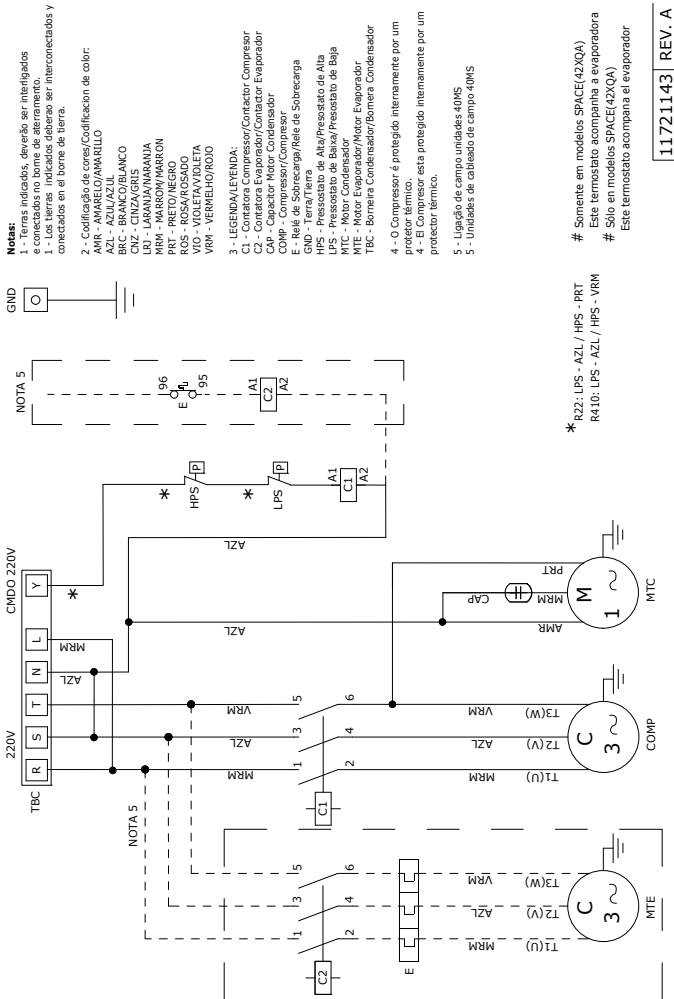 Notas:
1 - Terras indicados, deverão ser interligados
e conectados no borne de aterramento.
1 - Los tierras indicados deberao ser interconectados y
conectados en el borne de tierra.
2 - Codificação de cores/Codificacion de color:
AMR - AMARELO/AMARILLO
AZL - AZUL/AZUL
BRC - BRANCO/BLANCO
CNZ - CINZA/GRIS
LRJ - LARANJA/NARANJA
MRM - MARROM/MARRON
PRT - PRETO/NEGRO
ROS - ROSA/ROSADO
VIO - VIOLETA/VIOLETA
VRM - VERMELHO/ROJO
3 - LEGENDA/LEYENDA:
C1 - Contatora Compressor/Contactor Compresor
C2 - Contatora Evaporador/Contactor Evaporador
CAP - Capacitor Motor Condensador
COMP - Compressor/Compresor
E - Relé de Sobrecarga/Rele de Sobrecarga
GND - Terra/Tierra
HPS - Pressostato de Alta/Presostato de Alta
LPS - Pressostato de Baixa/Presostato de Baja
MTC - Motor Condensador
MTE - Motor Evaporador/Motor Evaporador
TBC - Borneira Condensador/Bornera Condensador
4 - O Compressor é protegido internamente por um
protetor térmico.
4 - El Compresor esta protegido internamente por um
protector térmico.
5 - Ligação de campo unidades 40MS
5 - Unidades de cableado de campo 40MS
# Somente em modelos SPACE(42XQA)
Este termostato acompanha a evaporadora
# Sólo en modelos SPACE(42XQA)
Este termostato acompana el evaporador
11721143 REV. A
GND
NOTA 5
96
E
95
A1
C2
A2
* R22: LPS - AZL / HPS - PRT
R410: LPS - AZL / HPS - VRM
*
HPS
P
*
LPS
P
A1
C1
A2
AZL
220V
CMDO 220V
TBC
R
S
T
N
L
Y
*
MRM
AZL
AZL
VRM
AZL
MRM
NOTA 5
5
3
1
6
4
2
C1
VRM
AZL
MRM
T3(W)
T2(V)
T1(U)
C
3 ~
COMP
PRT
CAP
MRM
AMR
M
1 ~
MTC
5
3
1
6
4
2
C2
E
VRM
AZL
MRM
T3(W)
T2(V)
T1(U)
C
3 ~
MTE